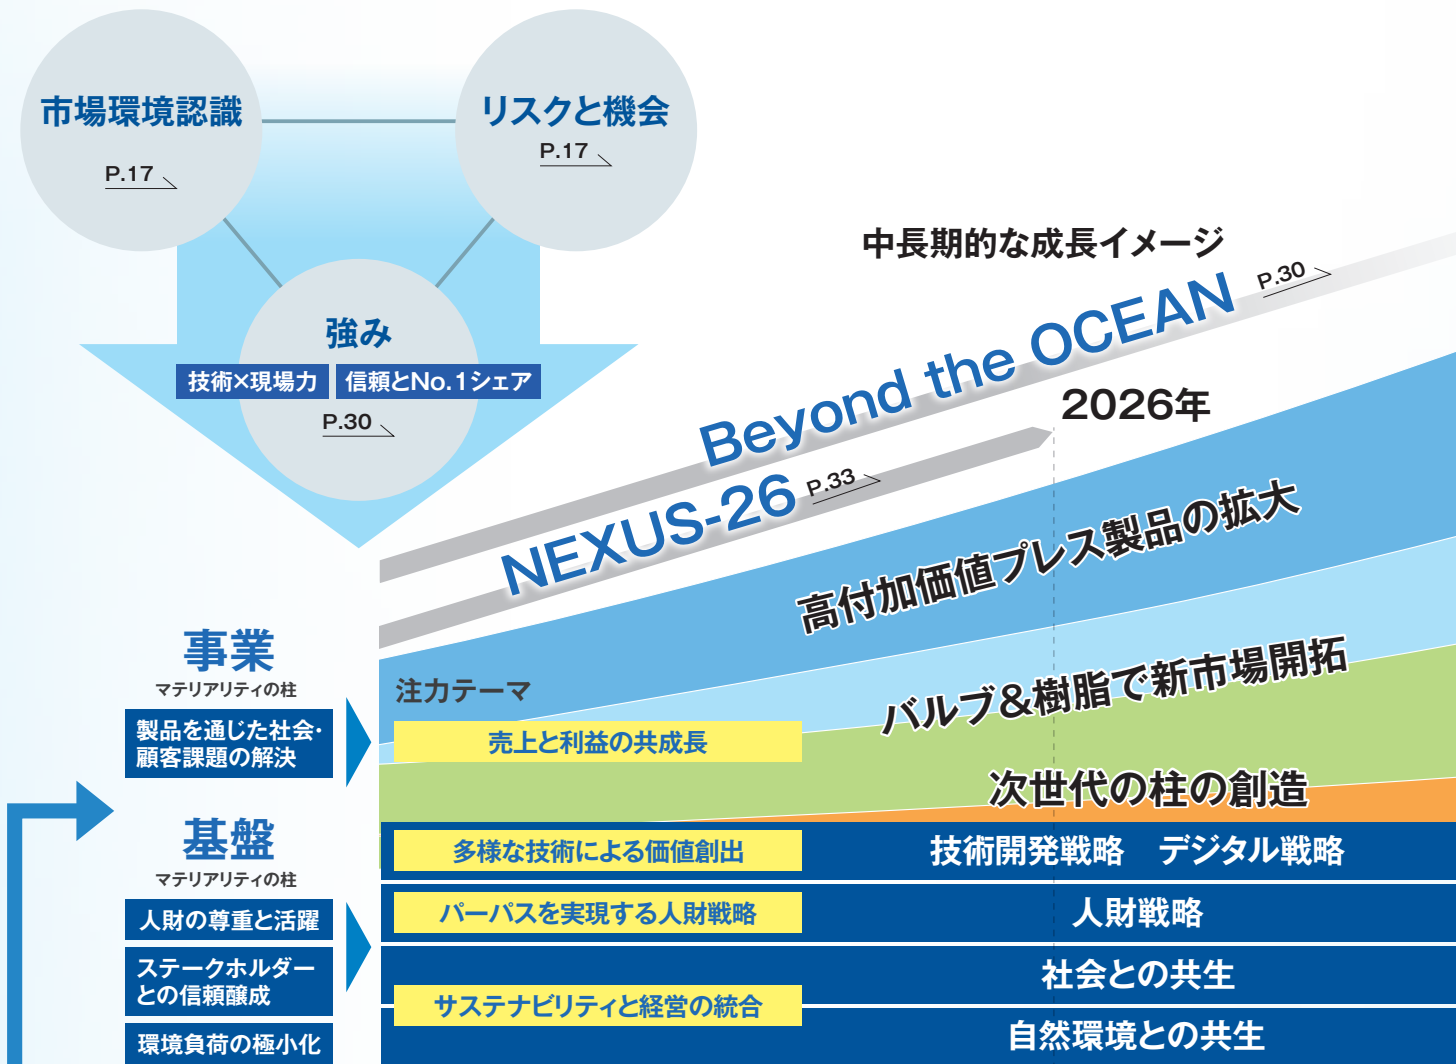 市場環境認識
P.17
リスクと機会
P.17
強み
技術×現場力
信頼とNo.1シェア
P.30
中長期的な成長イメージ
Beyond the OCEAN
P.30
NEXUS-26
P.33
2026年
高付加価値プレス製品の拡大
バルブ&樹脂で新市場開拓
次世代の柱の創造
事業
マテリアリティの柱
製品を通じた社会・
顧客課題の解決
注力テーマ
売上と利益の共成長
基盤
マテリアリティの柱
人財の尊重と活躍
ステークホルダー
との信頼醸成
環境負荷の極小化
多様な技術による価値創出
技術開発戦略 デジタル戦略
パーパスを実現する人財戦略
人財戦略
サステナビリティと経営の統合
社会との共生
自然環境との共生